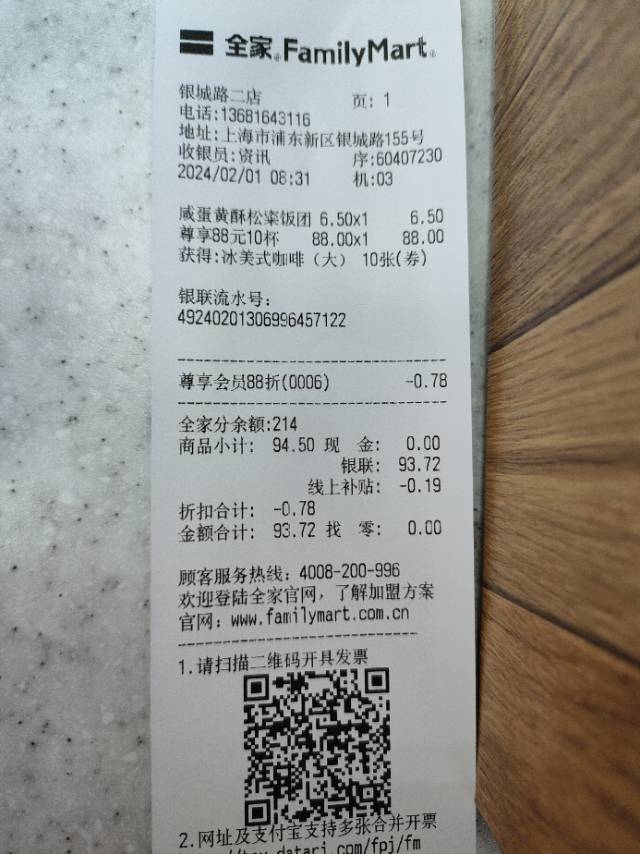 全家 FamilyMart
银城路二店 页: 1
电话:13681643116
地址:上海市浦东新区银城路155号
收银员:资讯 序:60407230
2024/02/01 08:31 机:03
咸蛋黄酥松粢饭团 6.50x1 6.50
尊享88元10杯 88.00x1 88.00
获得:冰美式咖啡（大） 10张(券)
银联流水号:
49240201306996457122
尊享会员88折(0006) -0.78
全家分余额:214
商品小计: 94.50 现 金: 0.00
银联: 93.72
线上补贴: -0.19
折扣合计: -0.78
金额合计: 93.72 找 零: 0.00
顾客服务热线: 4008-200-996
欢迎登陆全家官网，了解加盟方案
官网: www.familymart.com.cn
1.请扫描二维码开具发票
2.网址及支付宝支持多张合并开票
datarj.com/fpj/fm